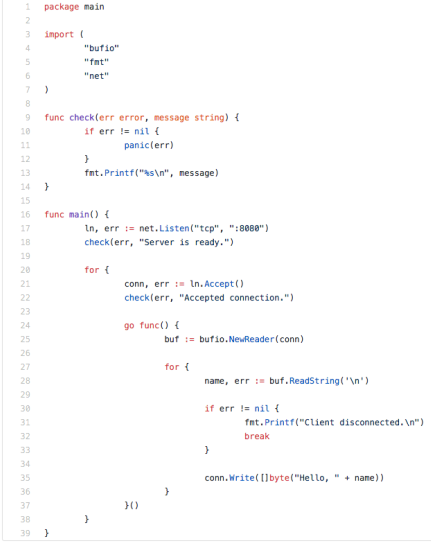 1 package main
2
3 import (
4         "bufio"
5         "fmt"
6         "net"
7 )
8
9 func check(err error, message string) {
10         if err != nil {
11                 panic(err)
12         }
13         fmt.Printf("%s\n", message)
14 }
15
16 func main() {
17         ln, err := net.Listen("tcp", ":8080")
18         check(err, "Server is ready.")
19
20         for {
21                 conn, err := ln.Accept()
22                 check(err, "Accepted connection.")
23
24                 go func() {
25                         buf := bufio.NewReader(conn)
26
27                         for {
28                                 name, err := buf.ReadString('\n')
29
30                                 if err != nil {
31                                         fmt.Printf("Client disconnected.\n")
32                                         break
33                                 }
34
35                                 conn.Write([]byte("Hello, " + name))
36                         }
37                 }()
38         }
39 }